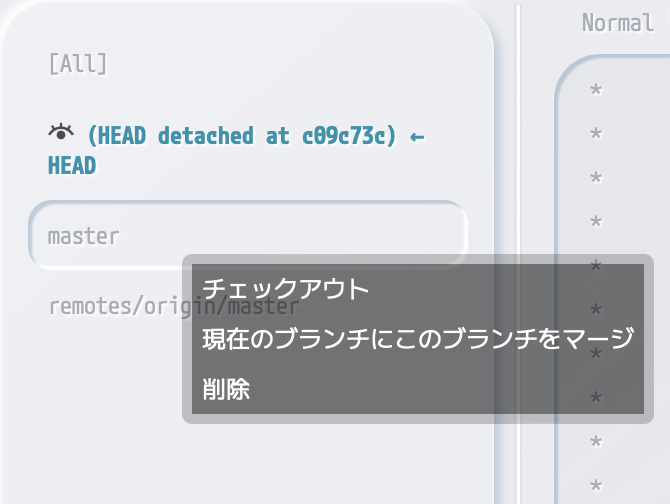 [All]
Normal
(HEAD detached at c09c73c) ←
HEAD
master
remotes/origin/master
チェックアウト
現在のブランチにこのブランチをマージ
削除
*
*
*
*
*
*
*
*
*
*